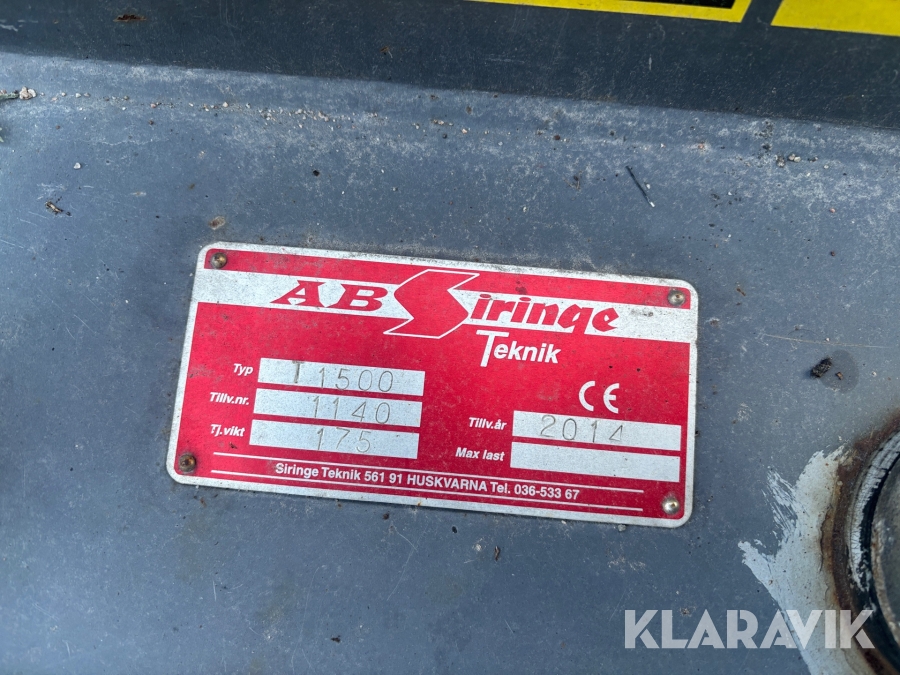 AB Siringe
Teknik
Typ T1500
CE
Tillv.nr. 1140
Tillv.år 2014
Tj.vikt 175
Max last
Siringe Teknik 561 91 HUSKVARNA Tel. 036-533 67
KLARAVIK